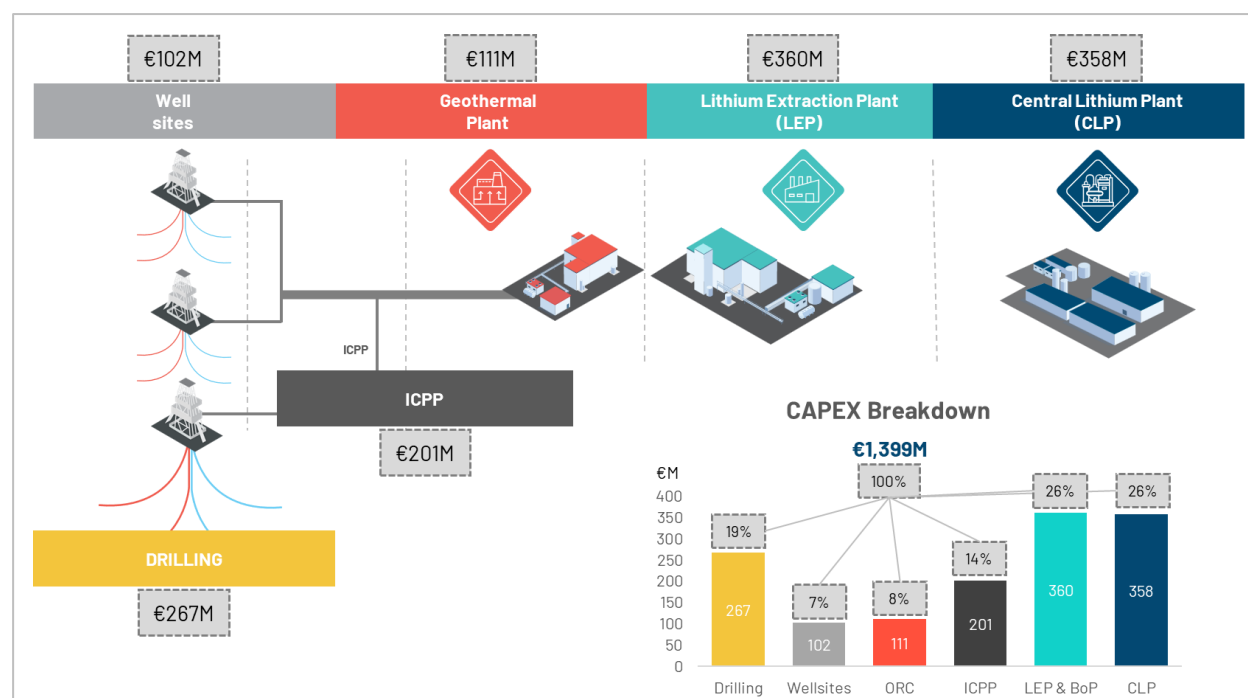 €102M
€111M
€360M
€358M
Well
sites
Geothermal
Plant
Lithium Extraction Plant
(LEP)
Central Lithium Plant
(CLP)
ICPP
ICPP
€201M
DRILLING
€267M
CAPEX Breakdown
€1,399M
€M
100%
26%
26%
19%
14%
7%
8%
400
350
300
250
200
150
100
50
0
267
102
111
201
360
358
Drilling
Wellsites
ORC
ICPP
LEP & BoP
CLP